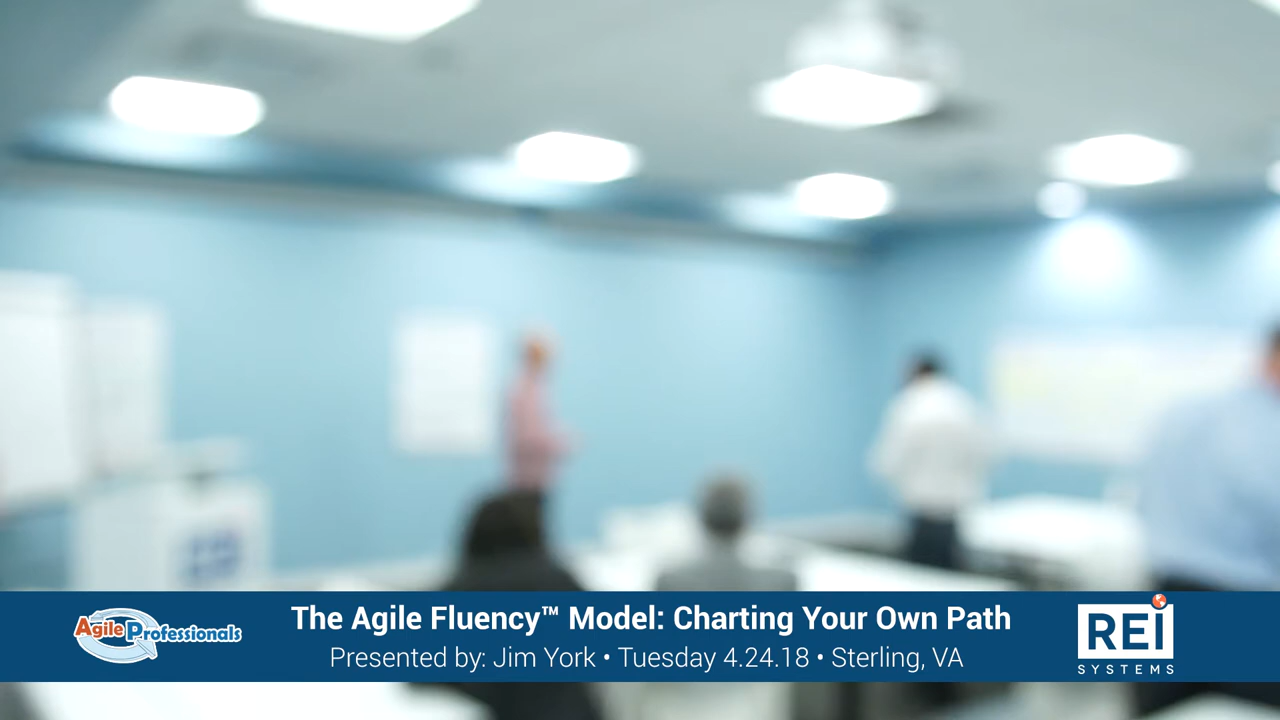 Agile Professionals
The Agile Fluency™ Model: Charting Your Own Path
Presented by: Jim York • Tuesday 4.24.18 • Sterling, VA
REI
SYSTEMS